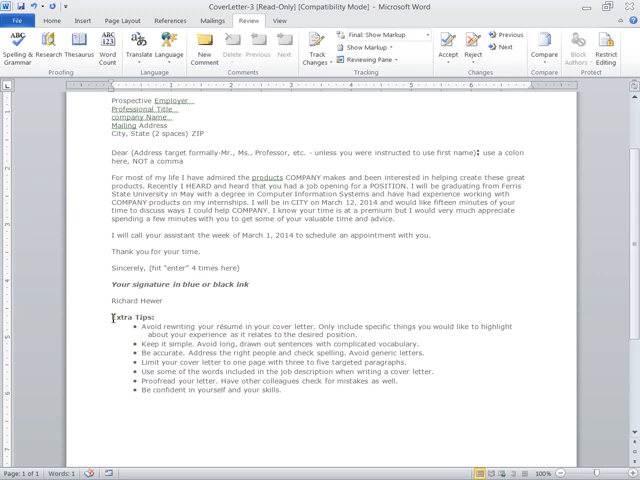 CoverLetter-3 [Read-Only] [Compatibility Mode] - Microsoft Word
File Home Insert Page Layout References Mailings Review View
Spelling & Grammar
Research
Thesaurus
Word Count
Proofing
Translate
Language
Language
New Comment
Delete
Previous
Next
Comments
Track Changes
Final: Show Markup
Show Markup
Reviewing Pane
Tracking
Accept
Reject
Previous
Next
Changes
Compare
Compare
Block Authors
Restrict Editing
Protect
Prospective Employer
Professional Title
company Name
Mailing Address
City, State (2 spaces) ZIP
Dear (Address target formally-Mr., Ms., Professor, etc. - unless you were instructed to use first name): use a colon
here, NOT a comma
For most of my life I have admired the products COMPANY makes and been interested in helping create these great
products. Recently I HEARD and heard that you had a job opening for a POSITION. I will be graduating from Ferris
State University in May with a degree in Computer Information Systems and have had experience working with
COMPANY products on my internships. I will be in CITY on March 12, 2014 and would like fifteen minutes of your
time to discuss ways I could help COMPANY. I know your time is at a premium but I would very much appreciate
spending a few minutes with you to get some of your valuable time and advice.
I will call your assistant the week of March 1, 2014 to schedule an appointment with you.
Thank you for your time.
Sincerely, (hit "enter" 4 times here)
Your signature in blue or black ink
Richard Hewer
Extra Tips:
• Avoid rewriting your résumé in your cover letter. Only include specific things you would like to highlight
about your experience as it relates to the desired position.
• Keep it simple. Avoid long, drawn out sentences with complicated vocabulary.
• Be accurate. Address the right people and check spelling. Avoid generic letters.
• Limit your cover letter to one page with three to five targeted paragraphs.
• Use some of the words included in the job description when writing a cover letter.
• Proofread your letter. Have other colleagues check for mistakes as well.
• Be confident in yourself and your skills.
Page: 1 of 1 Words: 1 100%